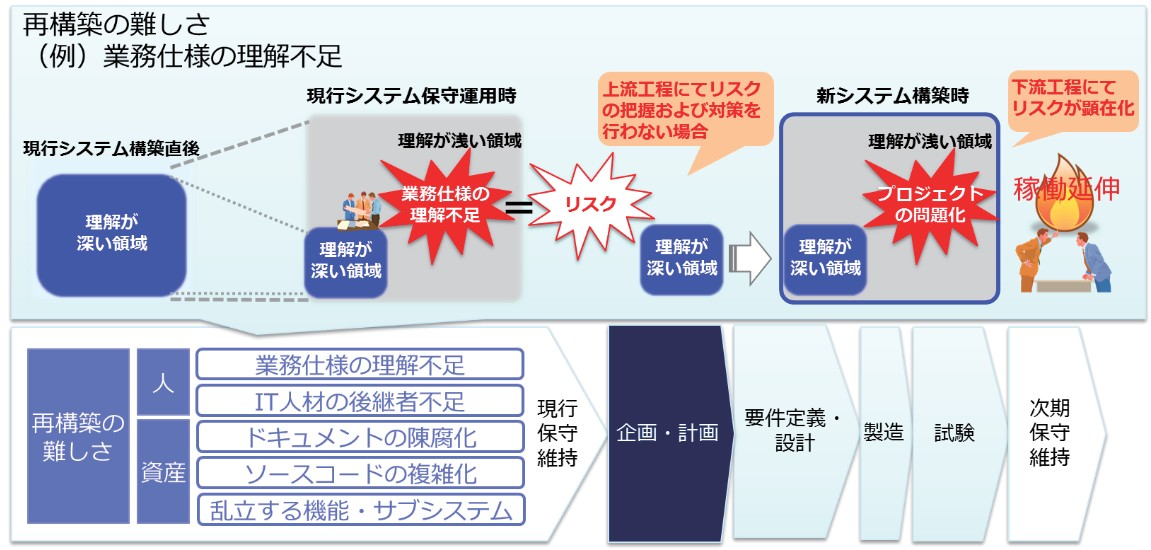 再構築の難しさ
（例）業務仕様の理解不足
現行システム構築直後
理解が
深い領域
現行システム保守運用時
理解が浅い領域
業務仕様の
理解不足
理解が
深い領域
=
リスク
上流工程にてリスク
の把握および対策を
行わない場合
理解が
深い領域
新システム構築時
理解が浅い領域
プロジェクト
の問題化
理解が
深い領域
下流工程にて
リスクが顕在化
稼働延伸
再構築の
難しさ
人
業務仕様の理解不足
IT人材の後継者不足
資産
ドキュメントの陳腐化
ソースコードの複雑化
乱立する機能・サブシステム
現行
保守
維持
企画・計画
要件定義・
設計
製造
試験
次期
保守
維持